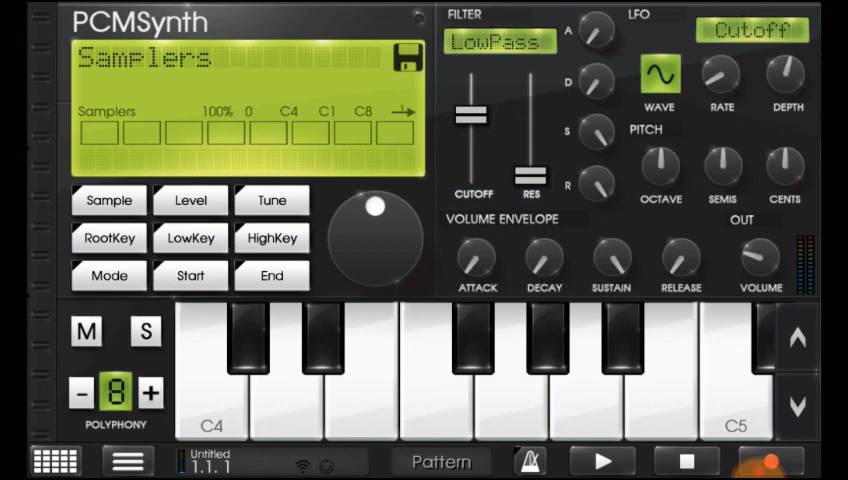 PCMSynth
Samplers
Samplers 100% 0 C4 C1 C8 1
Sample Level Tune
RootKey LowKey HighKey
Mode Start End
FILTER
LowPass
CUTOFF RES
A
D
S
R
LFO
Cutoff
WAVE RATE DEPTH
PITCH
OCTAVE SEMIS CENTS
VOLUME ENVELOPE
ATTACK DECAY SUSTAIN RELEASE
OUT
VOLUME
M S
- 8 +
POLYPHONY
C4 C5
Untitled
1.1. 1
Pattern